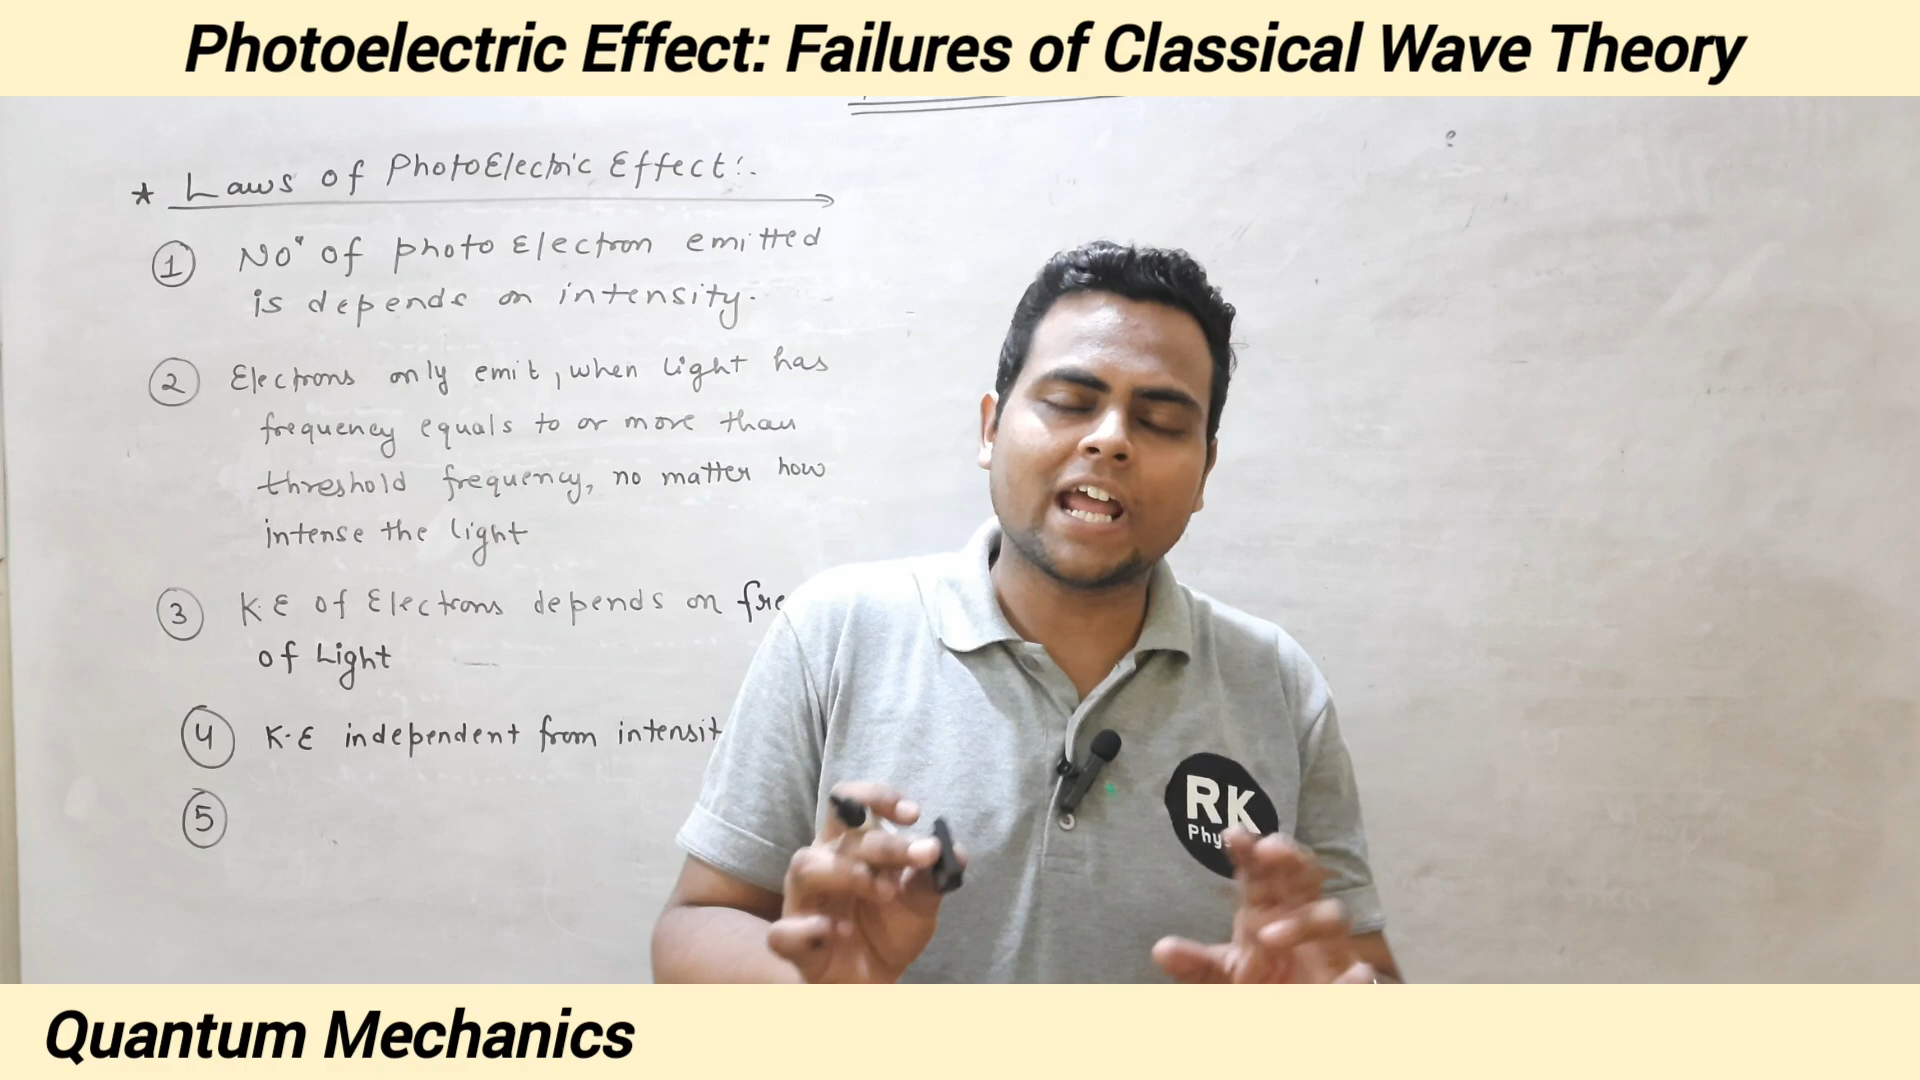 Photoelectric Effect: Failures of Classical Wave Theory
★ Laws of PhotoElectric Effect:-
① No. of photo Electron emitted
is depends on intensity.
② Electrons only emit, when light has
frequency equals to or more than
threshold frequency, no matter how
intense the light
③ K.E of Electrons depends on fre
of Light
④ K.E independent from intensit
⑤
RK
Phy
Quantum Mechanics